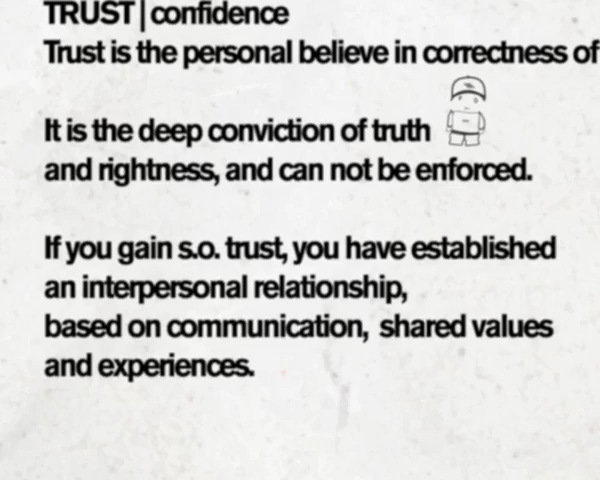 TRUST | confidence
Trust is the personal believe in correctness of
It is the deep conviction of truth
and rightness, and can not be enforced.
If you gain s.o. trust, you have established
an interpersonal relationship,
based on communication,  shared values
and experiences.